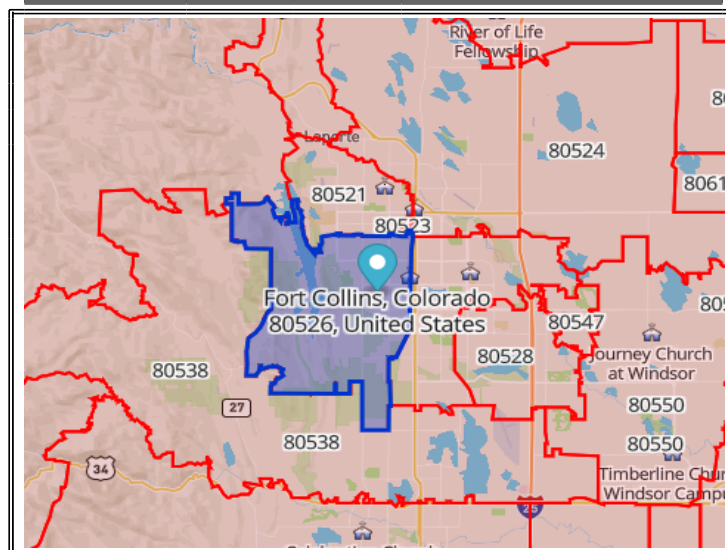 River of Life
Fellowship
Laporte
80524
80521
80523
Fort Collins, Colorado
80526, United States
80547
80528
Journey Church
at Windsor
80538
27
80550
80538
80550
34
Timberline Chur
Windsor Campu
25